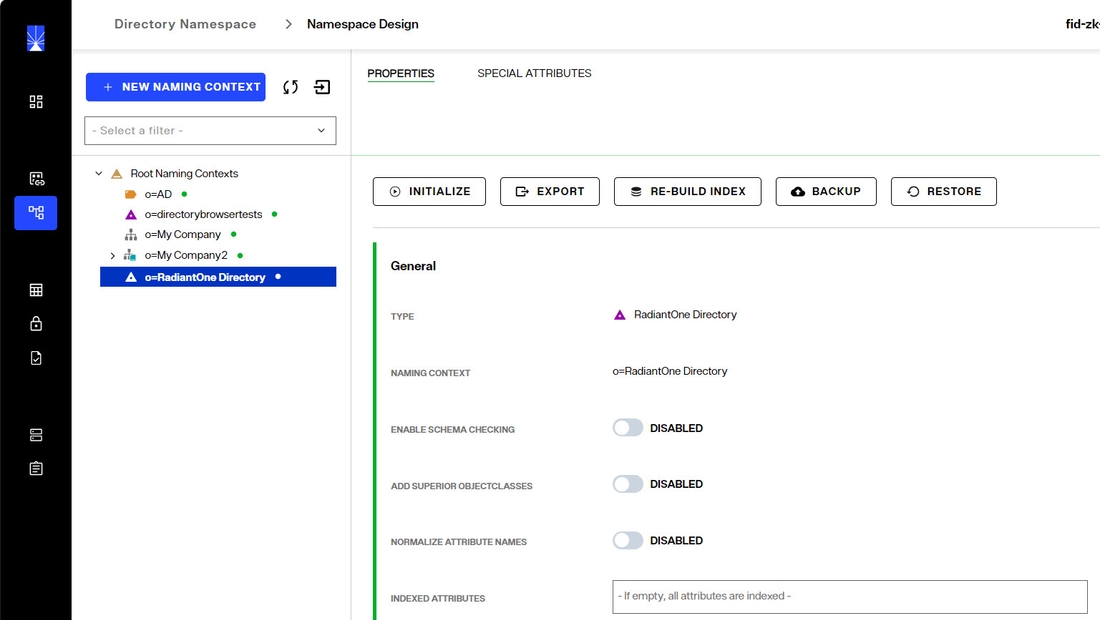 Directory Namespace > Namespace Design
fid-zk-
+ NEW NAMING CONTEXT
PROPERTIES
SPECIAL ATTRIBUTES
- Select a filter -
Root Naming Contexts
o=AD
o=directorybrowsertests
o=My Company
o=My Company2
o=RadiantOne Directory
INITIALIZE
EXPORT
RE-BUILD INDEX
BACKUP
RESTORE
General
TYPE
RadiantOne Directory
NAMING CONTEXT
o=RadiantOne Directory
ENABLE SCHEMA CHECKING
DISABLED
ADD SUPERIOR OBJECTCLASSES
DISABLED
NORMALIZE ATTRIBUTE NAMES
DISABLED
INDEXED ATTRIBUTES
- If empty, all attributes are indexed -